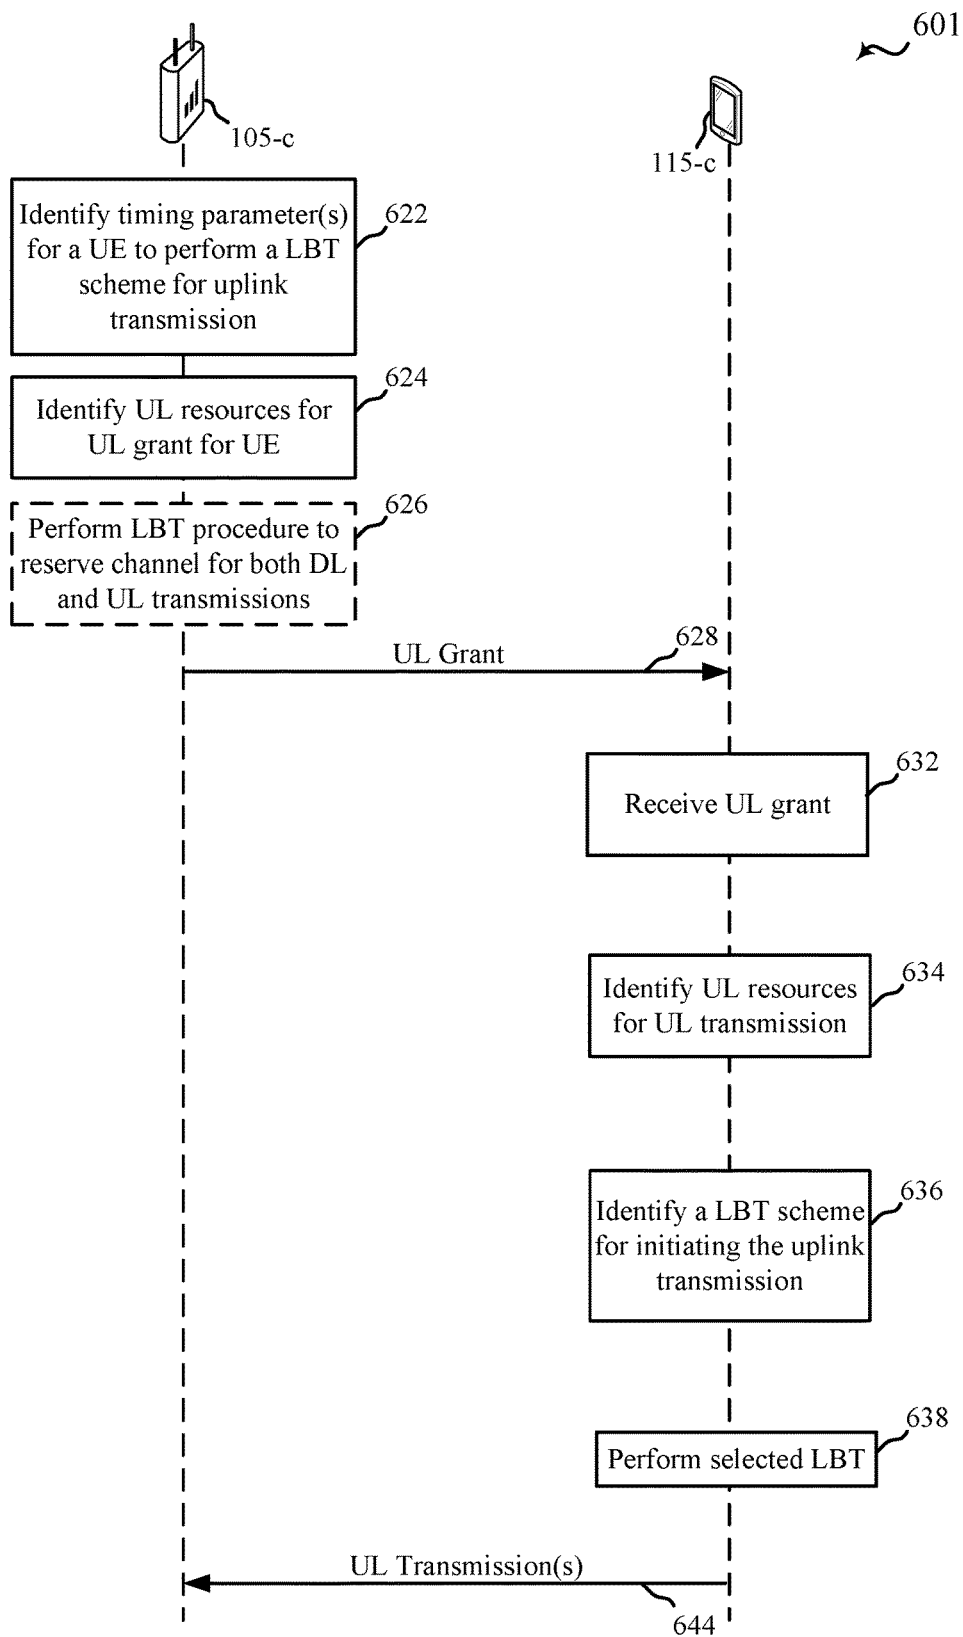 601
105-c
115-c
Identify timing parameter(s)
for a UE to perform a LBT
scheme for uplink
transmission
622
Identify UL resources for
UL grant for UE
624
Perform LBT procedure to
reserve channel for both DL
and UL transmissions
626
UL Grant
628
Receive UL grant
632
Identify UL resources
for UL transmission
634
Identify a LBT scheme
for initiating the uplink
transmission
636
Perform selected LBT
638
UL Transmission(s)
644